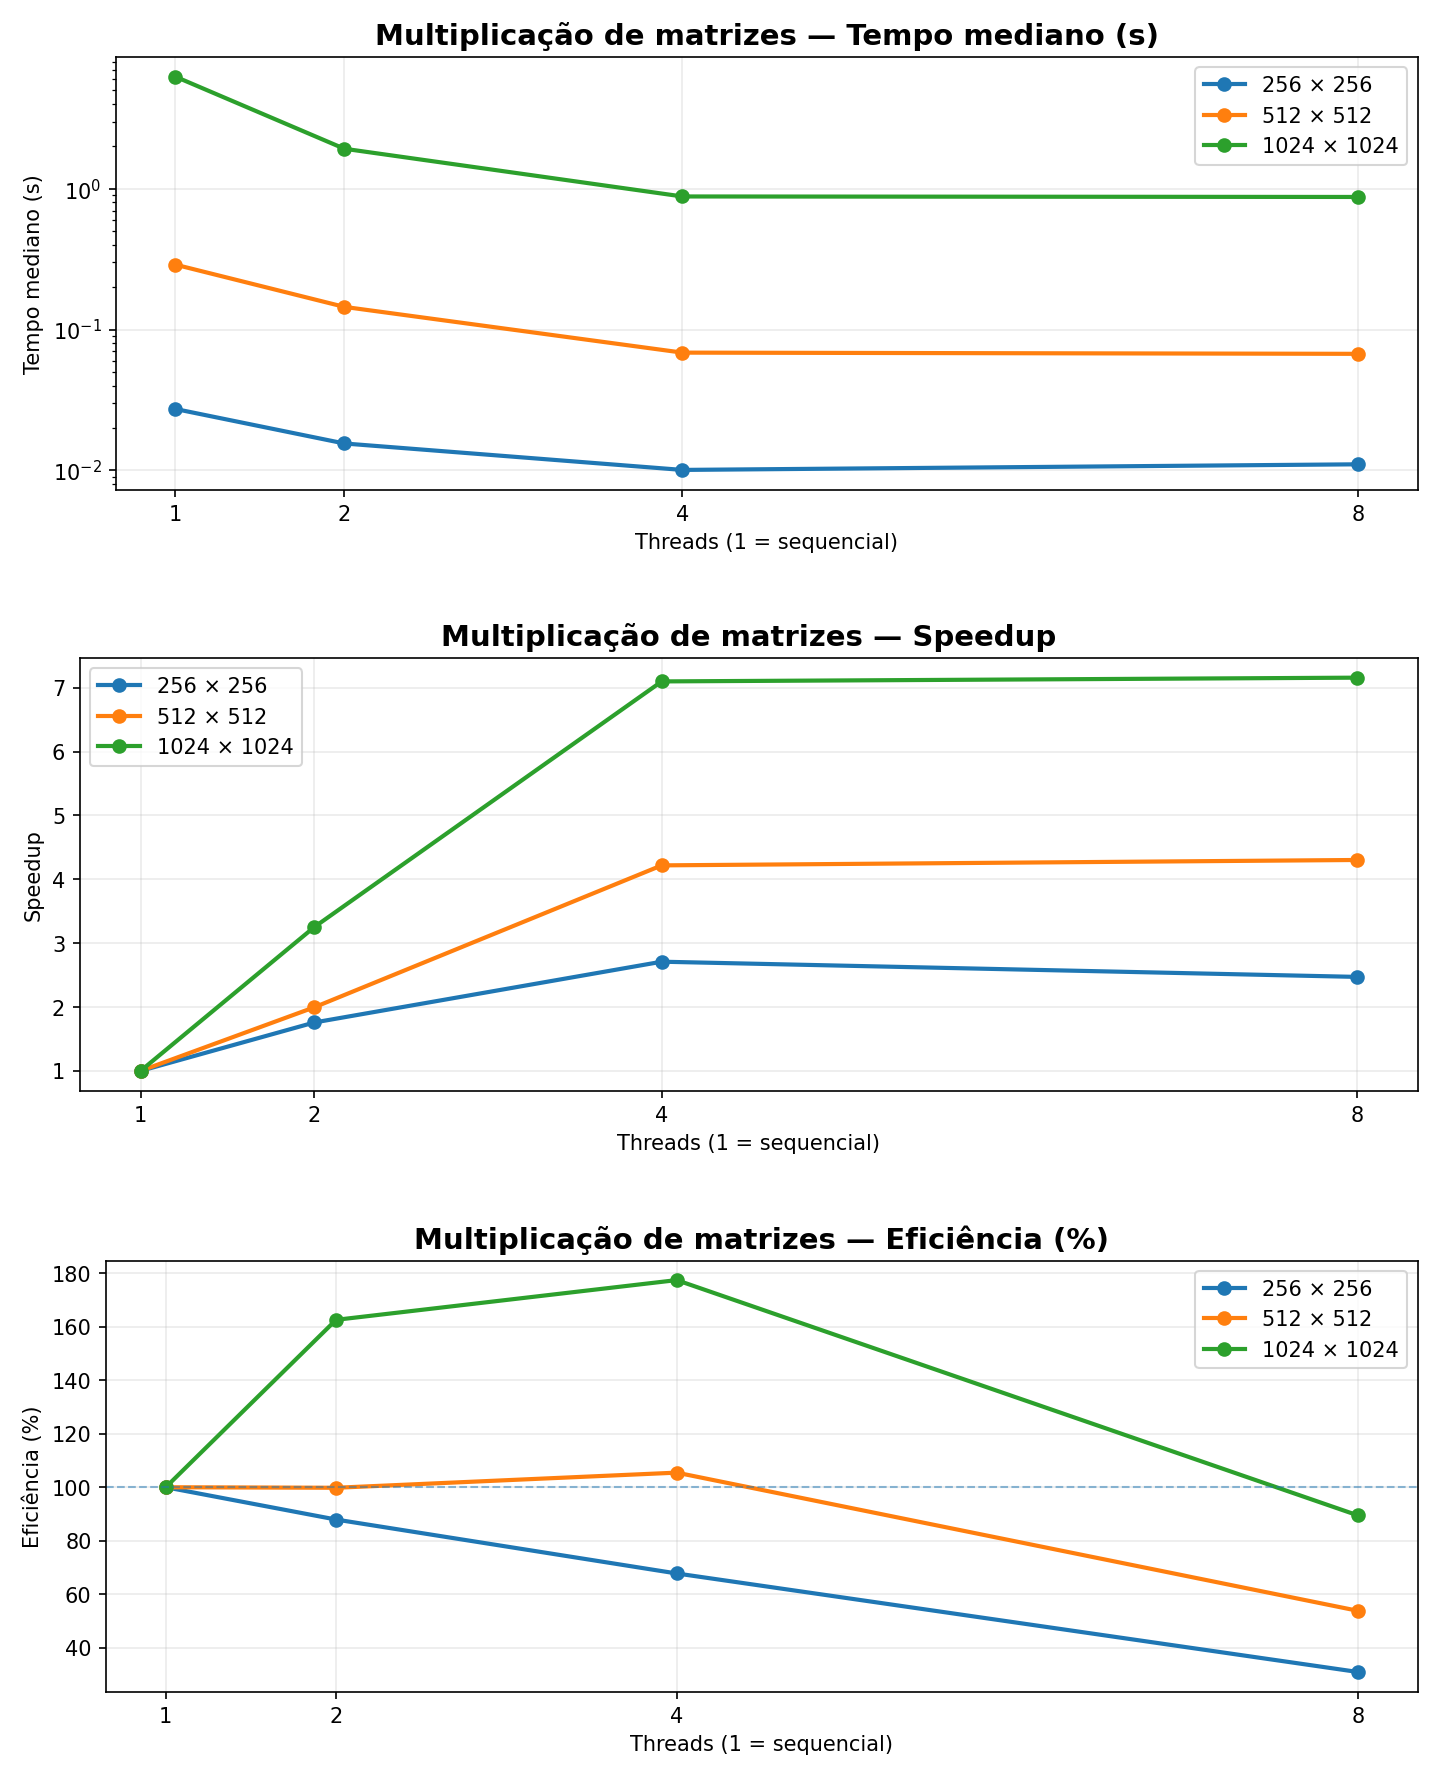 Multiplicação de matrizes — Tempo mediano (s)
256 × 256
512 × 512
1024 × 1024
Tempo mediano (s)
10⁰
10⁻¹
10⁻²
1 2 4 8
Threads (1 = sequencial)
Multiplicação de matrizes — Speedup
256 × 256
512 × 512
1024 × 1024
Speedup
7
6
5
4
3
2
1
1 2 4 8
Threads (1 = sequencial)
Multiplicação de matrizes — Eficiência (%)
256 × 256
512 × 512
1024 × 1024
Eficiência (%)
180
160
140
120
100
80
60
40
1 2 4 8
Threads (1 = sequencial)